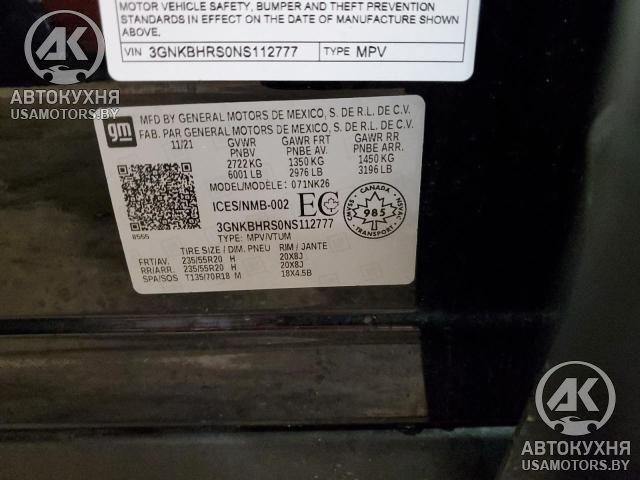 MOTOR VEHICLE SAFETY, BUMPER AND THEFT PREVENTION
STANDARDS IN EFFECT ON THE DATE OF MANUFACTURE SHOWN
ABOVE.
VIN 3GNKBHRS0NS112777 TYPE MPV
АВТОКУХНЯ
USAMOTORS.BY
gm
MFD BY GENERAL MOTORS DE MEXICO, S. DE R.L. DE C.V.
FAB. PAR GENERAL MOTORS DE MEXICO, S. DE R.L. DE C.V.
11/21 GVWR GAWR FRT GAWR RR
PNBV PNBE AV. PNBE ARR.
2722 KG 1350 KG 1450 KG
6001 LB 2976 LB 3196 LB
MODEL/MODÈLE: 071NK26
ICES/NMB-002 EC
CANADA
985
TRANSPORT
3GNKBHRS0NS112777
8555
TYPE: MPV/VTUM
TIRE SIZE / DIM. PNEU RIM / JANTE
FRT/AV. 235/55R20 H 20X8J
RR/ARR. 235/55R20 H 20X8J
SPA/SOS T135/70R18 M 18X4.5B
АК
АВТОКУХНЯ
USAMOTORS.BY